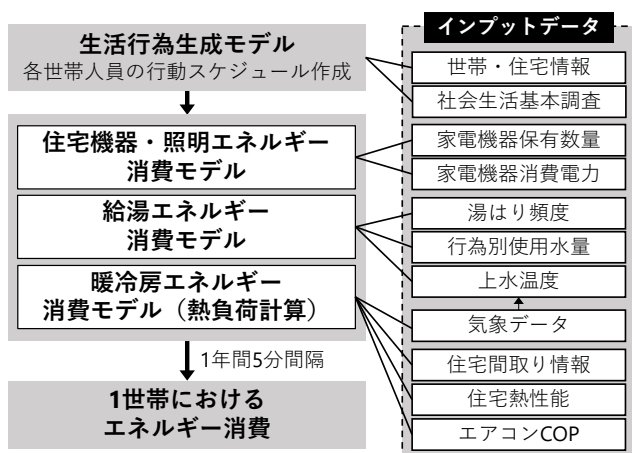 生活行為生成モデル
各世帯人員の行動スケジュール作成
住宅機器・照明エネルギー
消費モデル
給湯エネルギー
消費モデル
暖冷房エネルギー
消費モデル（熱負荷計算）
1年間5分間隔
1世帯における
エネルギー消費
インプットデータ
世帯・住宅情報
社会生活基本調査
家電機器保有数量
家電機器消費電力
湯はり頻度
行為別使用水量
上水温度
気象データ
住宅間取り情報
住宅熱性能
エアコンCOP